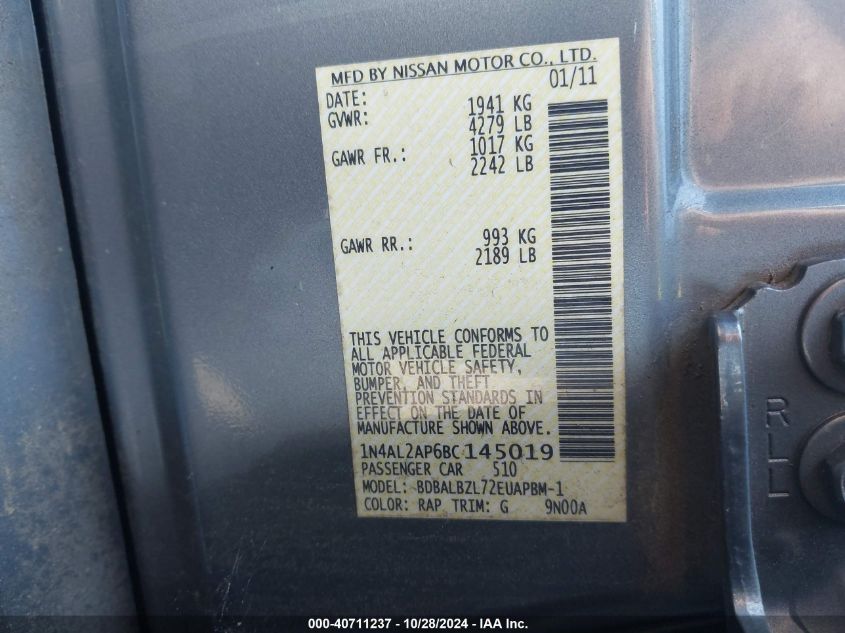 MFD BY NISSAN MOTOR CO., LTD.
DATE: 01/11
GVWR: 1941 KG
4279 LB
GAWR FR.: 1017 KG
2242 LB
GAWR RR.: 993 KG
2189 LB
THIS VEHICLE CONFORMS TO
ALL APPLICABLE FEDERAL
MOTOR VEHICLE SAFETY,
BUMPER, AND THEFT
PREVENTION STANDARDS IN
EFFECT ON THE DATE OF
MANUFACTURE SHOWN ABOVE.
1N4AL2AP6BC145019
PASSENGER CAR 510
MODEL: BDBALBZL72EUAPBM-1
COLOR: RAP TRIM: G 9N00A
RLL
000-40711237 - 10/28/2024 - IAA Inc.